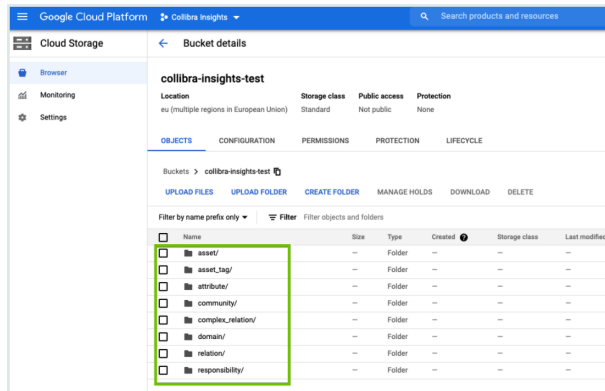 Google Cloud Platform Collibra Insights Search products and resources
Cloud Storage Bucket details
Browser
Monitoring
Settings
collibra-insights-test
Location Storage class Public access Protection
eu (multiple regions in European Union) Standard Not public None
OBJECTS CONFIGURATION PERMISSIONS PROTECTION LIFECYCLE
Buckets > collibra-insights-test
UPLOAD FILES UPLOAD FOLDER CREATE FOLDER MANAGE HOLDS DOWNLOAD DELETE
Filter by name prefix only Filter Filter objects and folders
Name Size Type Created Storage class Last modified
asset/ — Folder — — —
asset_tag/ — Folder — — —
attribute/ — Folder — — —
community/ — Folder — — —
complex_relation/ — Folder — — —
domain/ — Folder — — —
relation/ — Folder — — —
responsibility/ — Folder — — —